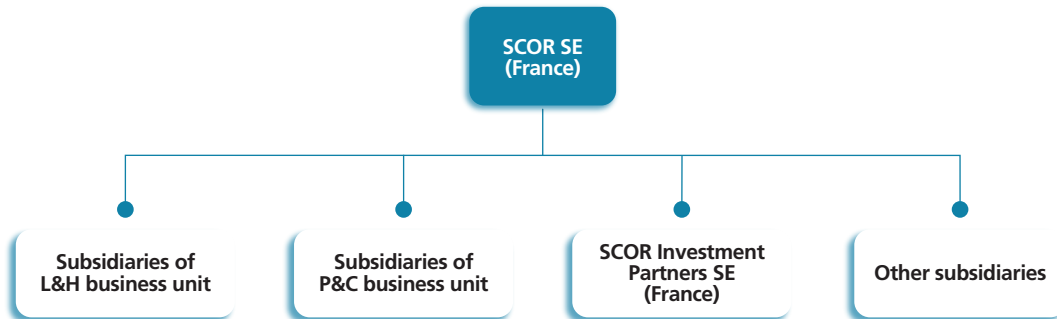 SCOR SE
(France)
Subsidiaries of
L&H business unit
Subsidiaries of
P&C business unit
SCOR Investment
Partners SE
(France)
Other subsidiaries